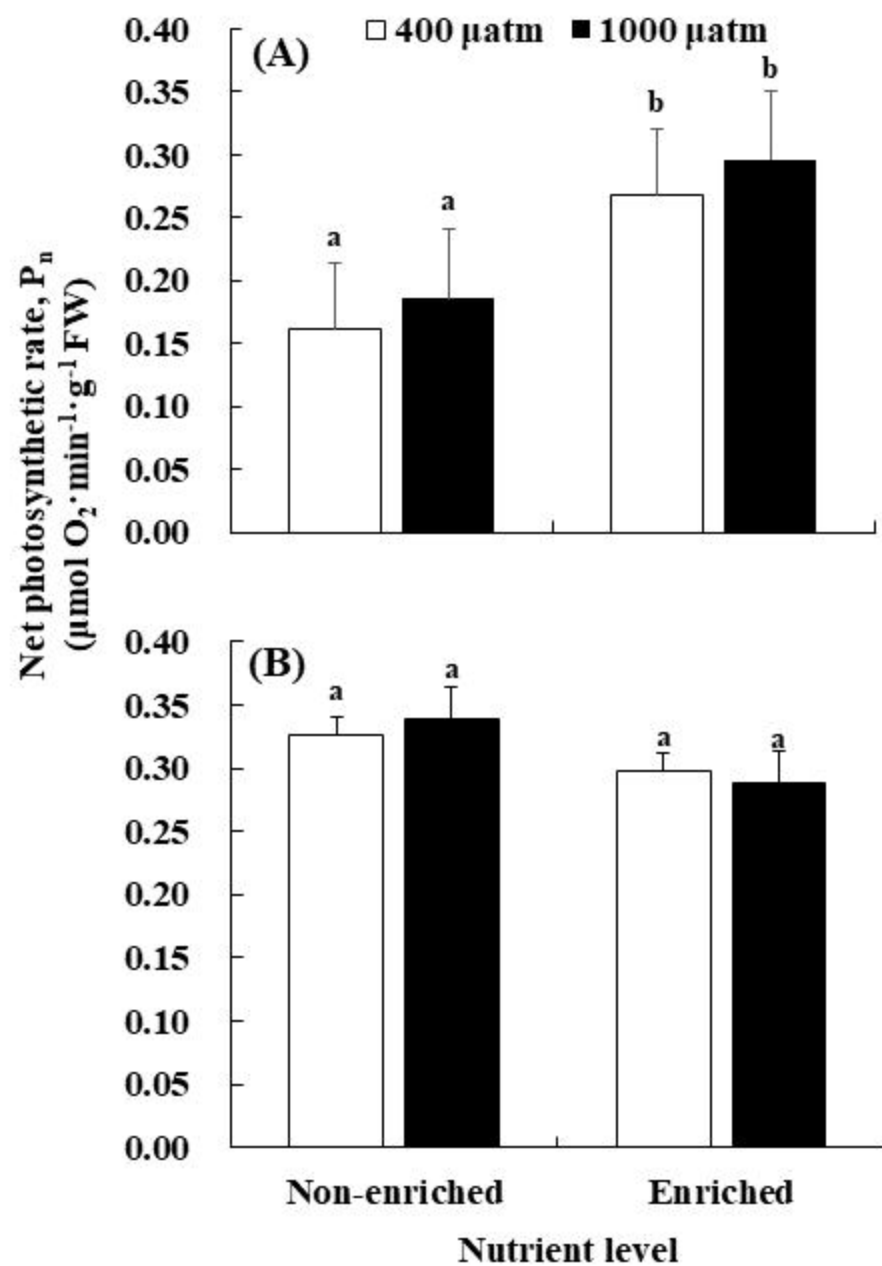 400 μatm 1000 μatm
(A)
0.40
0.35
0.30
0.25
0.20
0.15
0.10
0.05
0.00
a
a
b
b
Net photosynthetic rate, Pₙ
(μmol O₂·min⁻¹·g⁻¹ FW)
(B)
0.40
0.35
0.30
0.25
0.20
0.15
0.10
0.05
0.00
a
a
a
a
Non-enriched Enriched
Nutrient level